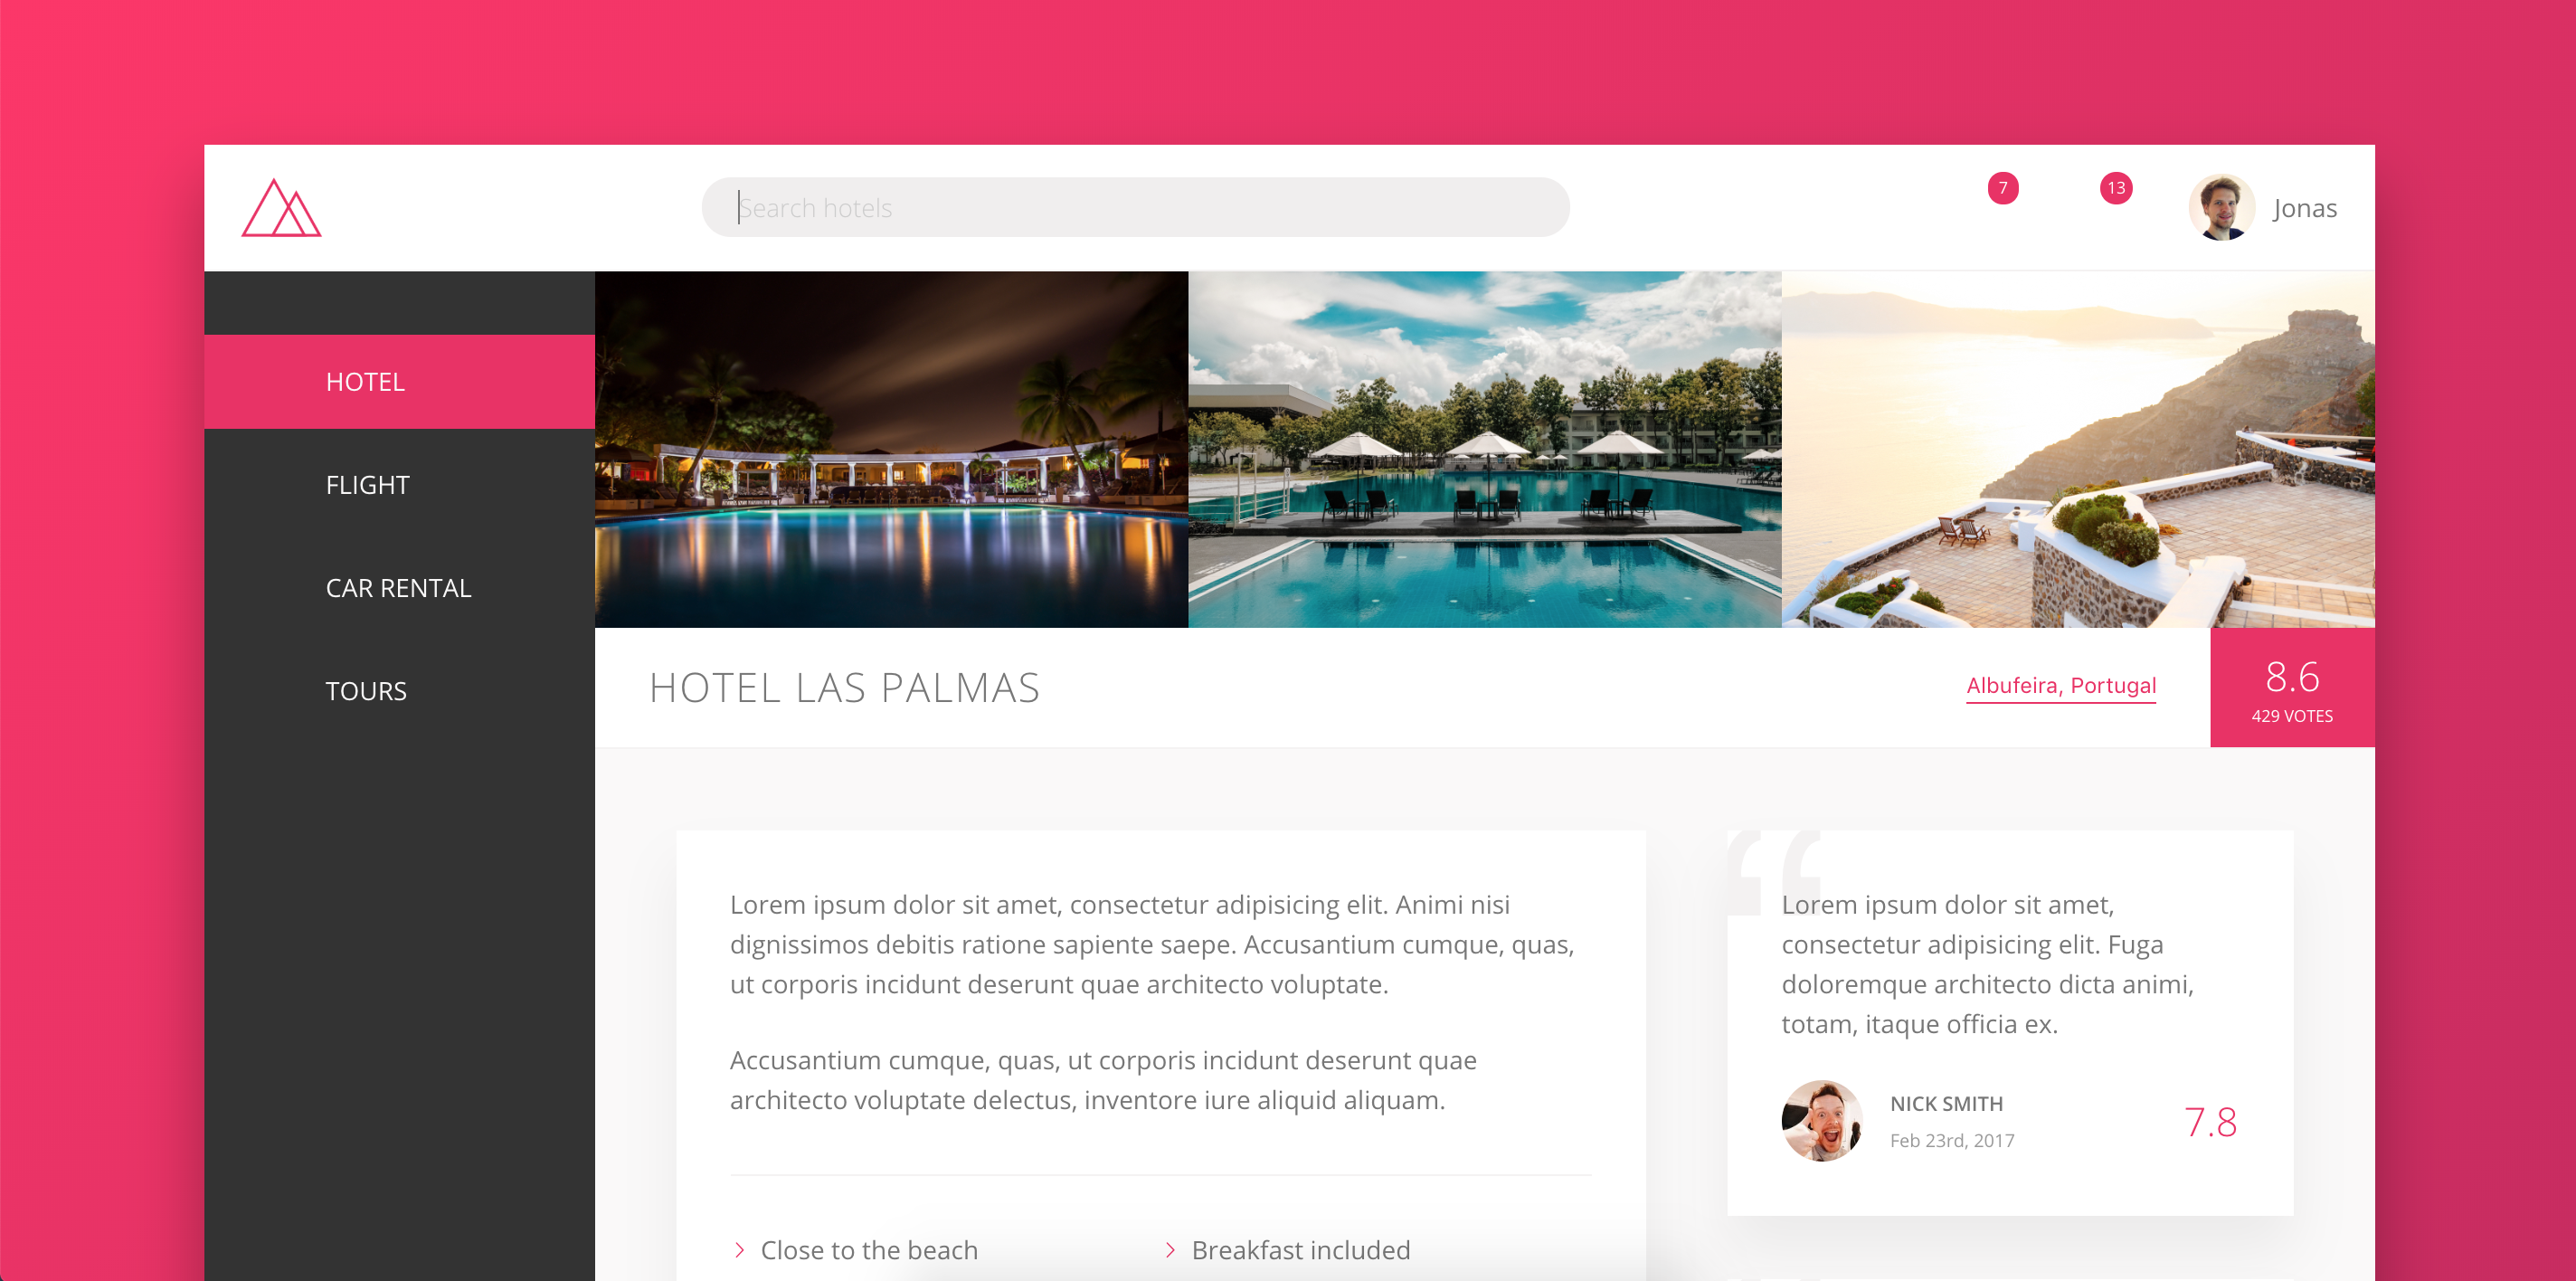 Search hotels
7
13
Jonas
HOTEL
FLIGHT
CAR RENTAL
TOURS
HOTEL LAS PALMAS
Albufeira, Portugal
8.6
429 VOTES
Lorem ipsum dolor sit amet, consectetur adipisicing elit. Animi nisi
dignissimos debitis ratione sapiente saepe. Accusantium cumque, quas,
ut corporis incidunt deserunt quae architecto voluptate.
Accusantium cumque, quas, ut corporis incidunt deserunt quae
architecto voluptate delectus, inventore iure aliquid aliquam.
Close to the beach
Breakfast included
“
Lorem ipsum dolor sit amet,
consectetur adipisicing elit. Fuga
doloremque architecto dicta animi,
totam, itaque officia ex.
NICK SMITH
Feb 23rd, 2017
7.8